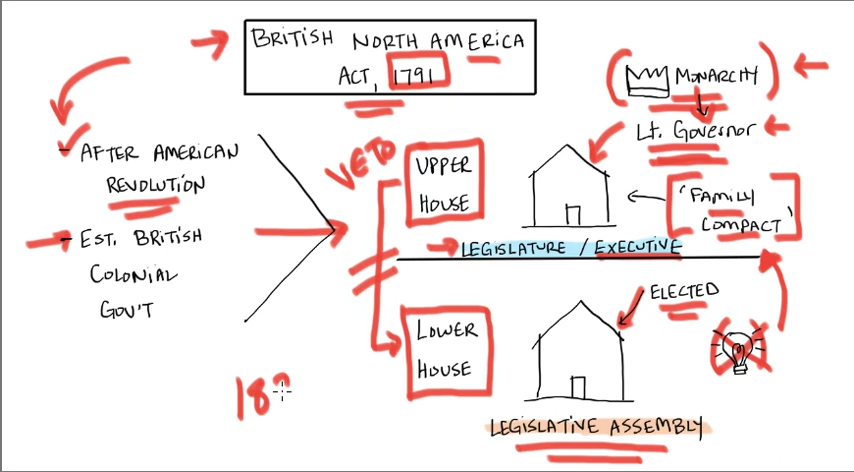 BRITISH NORTH AMERICA
ACT, 1791
- AFTER AMERICAN
REVOLUTION
- EST. BRITISH
COLONIAL
GOV'T
VETO
UPPER
HOUSE
MONARCHY
Lt. GOVERNOR
'FAMILY
COMPACT'
LEGISLATURE / EXECUTIVE
LOWER
HOUSE
ELECTED
LEGISLATIVE ASSEMBLY